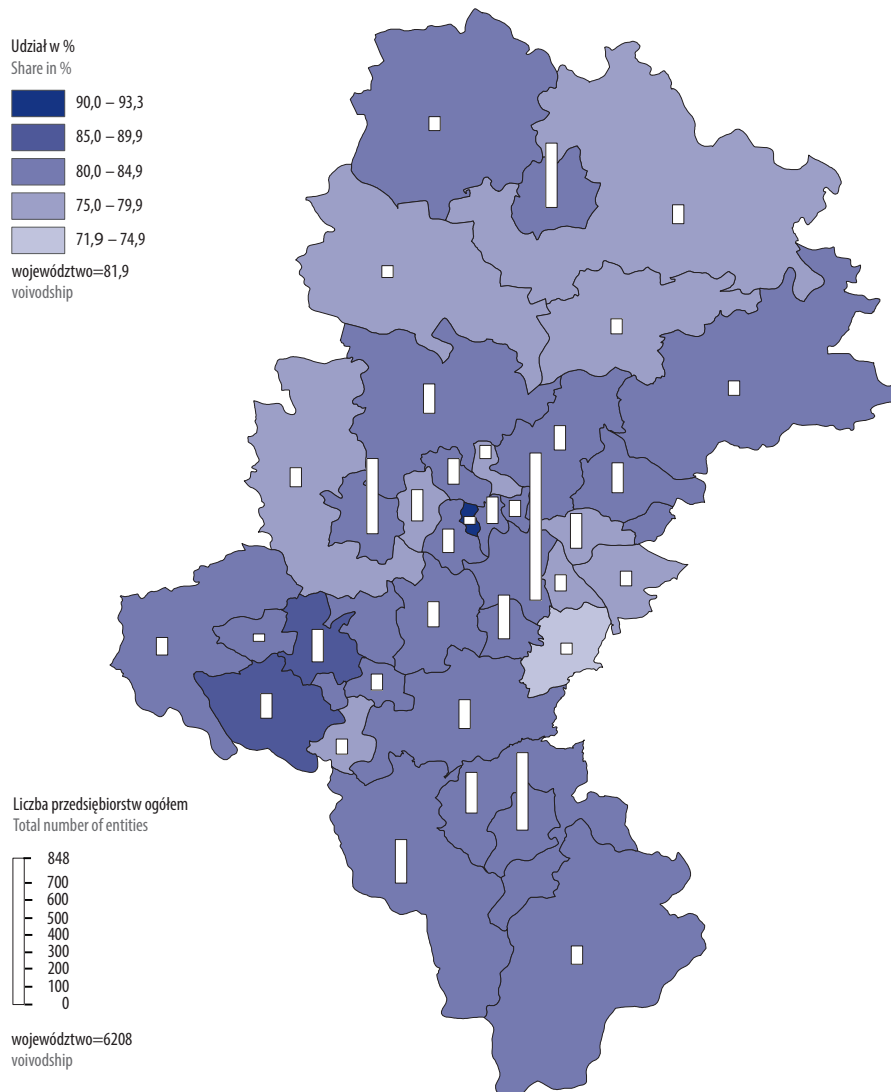 Udział w %
Share in %
90,0 – 93,3
85,0 – 89,9
80,0 – 84,9
75,0 – 79,9
71,9 – 74,9
województwo=81,9
voivodship
Liczba przedsiębiorstw ogółem
Total number of entities
848
700
600
500
400
300
200
100
0
województwo=6208
voivodship